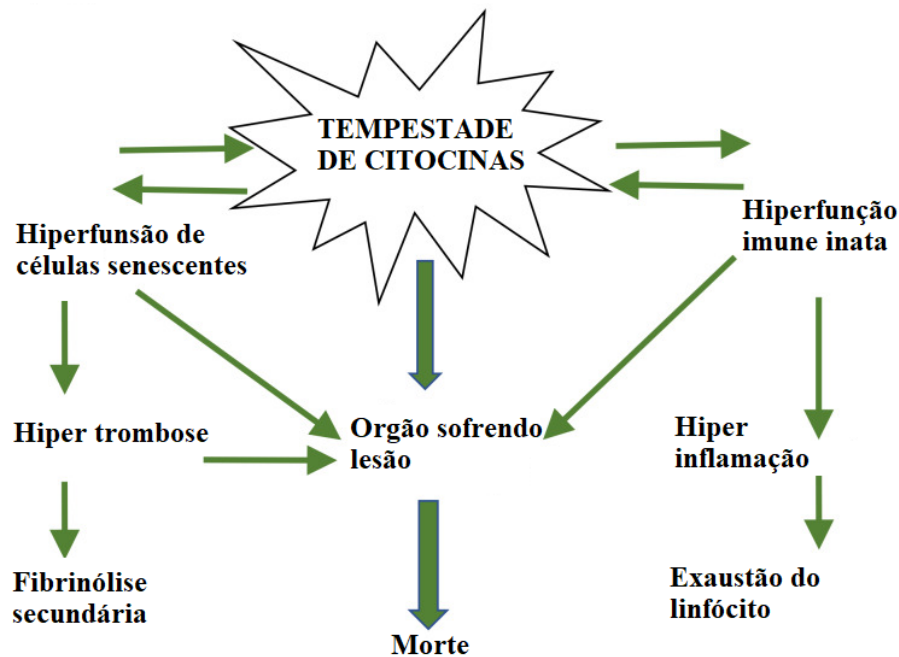 TEMPESTADE
DE CITOCINAS
Hiperfunsão de
células senescentes
Hiperfunção
imune inata
Hiper trombose
Orgão sofrendo
lesão
Hiper
inflamação
Fibrinólise
secundária
Exaustão do
linfócito
Morte